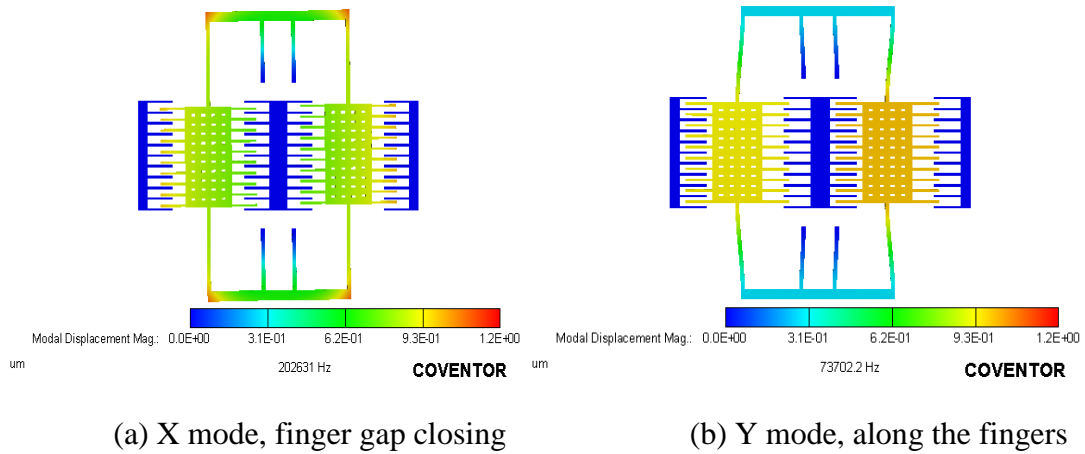 Modal Displacement Mag.: 0.0E+00 3.1E-01 6.2E-01 9.3E-01 1.2E+00
um 202631 Hz COVENTOR
Modal Displacement Mag.: 0.0E+00 3.1E-01 6.2E-01 9.3E-01 1.2E+00
um 73702.2 Hz COVENTOR
(a) X mode, finger gap closing
(b) Y mode, along the fingers